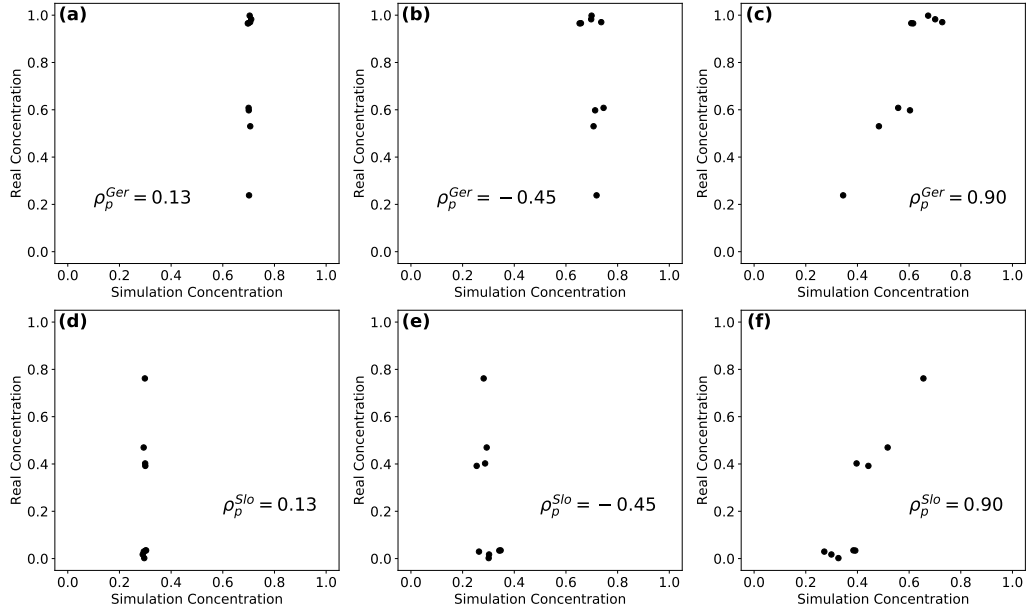 (a)
1.0
0.8
0.6
0.4
0.2
0.0
Real Concentration
ρ_p^{Ger} = 0.13
0.0 0.2 0.4 0.6 0.8 1.0
Simulation Concentration
(b)
1.0
0.8
0.6
0.4
0.2
0.0
Real Concentration
ρ_p^{Ger} = −0.45
0.0 0.2 0.4 0.6 0.8 1.0
Simulation Concentration
(c)
1.0
0.8
0.6
0.4
0.2
0.0
Real Concentration
ρ_p^{Ger} = 0.90
0.0 0.2 0.4 0.6 0.8 1.0
Simulation Concentration
(d)
1.0
0.8
0.6
0.4
0.2
0.0
Real Concentration
ρ_p^{Slo} = 0.13
0.0 0.2 0.4 0.6 0.8 1.0
Simulation Concentration
(e)
1.0
0.8
0.6
0.4
0.2
0.0
Real Concentration
ρ_p^{Slo} = −0.45
0.0 0.2 0.4 0.6 0.8 1.0
Simulation Concentration
(f)
1.0
0.8
0.6
0.4
0.2
0.0
Real Concentration
ρ_p^{Slo} = 0.90
0.0 0.2 0.4 0.6 0.8 1.0
Simulation Concentration